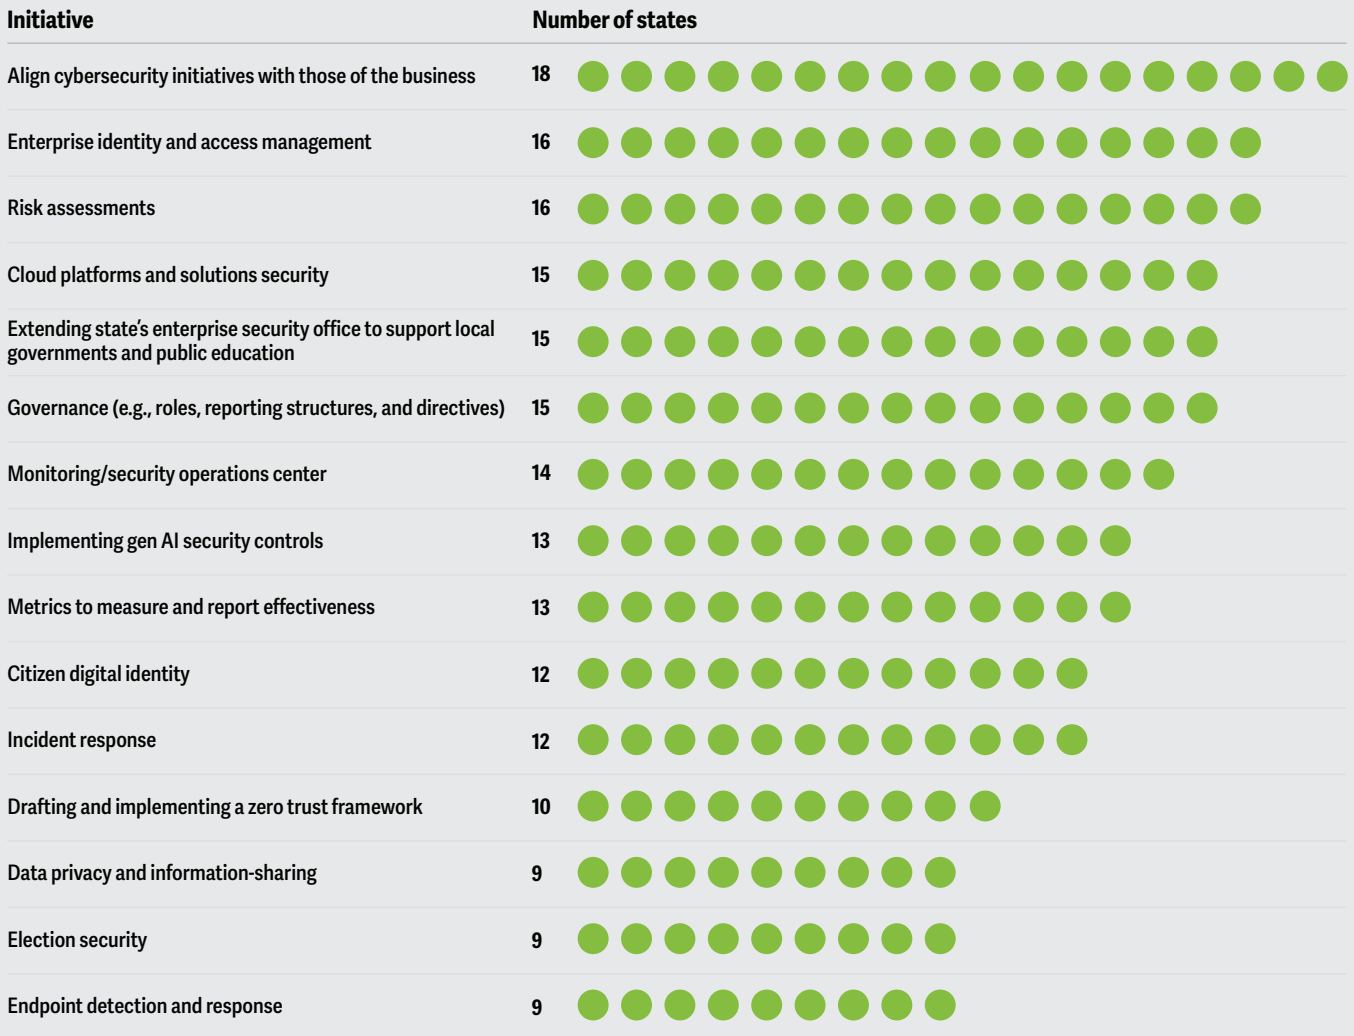 Initiative Number of states
Align cybersecurity initiatives with those of the business 18
Enterprise identity and access management 16
Risk assessments 16
Cloud platforms and solutions security 15
Extending state's enterprise security office to support local
governments and public education 15
Governance (e.g., roles, reporting structures, and directives) 15
Monitoring/security operations center 14
Implementing gen AI security controls 13
Metrics to measure and report effectiveness 13
Citizen digital identity 12
Incident response 12
Drafting and implementing a zero trust framework 10
Data privacy and information-sharing 9
Election security 9
Endpoint detection and response 9